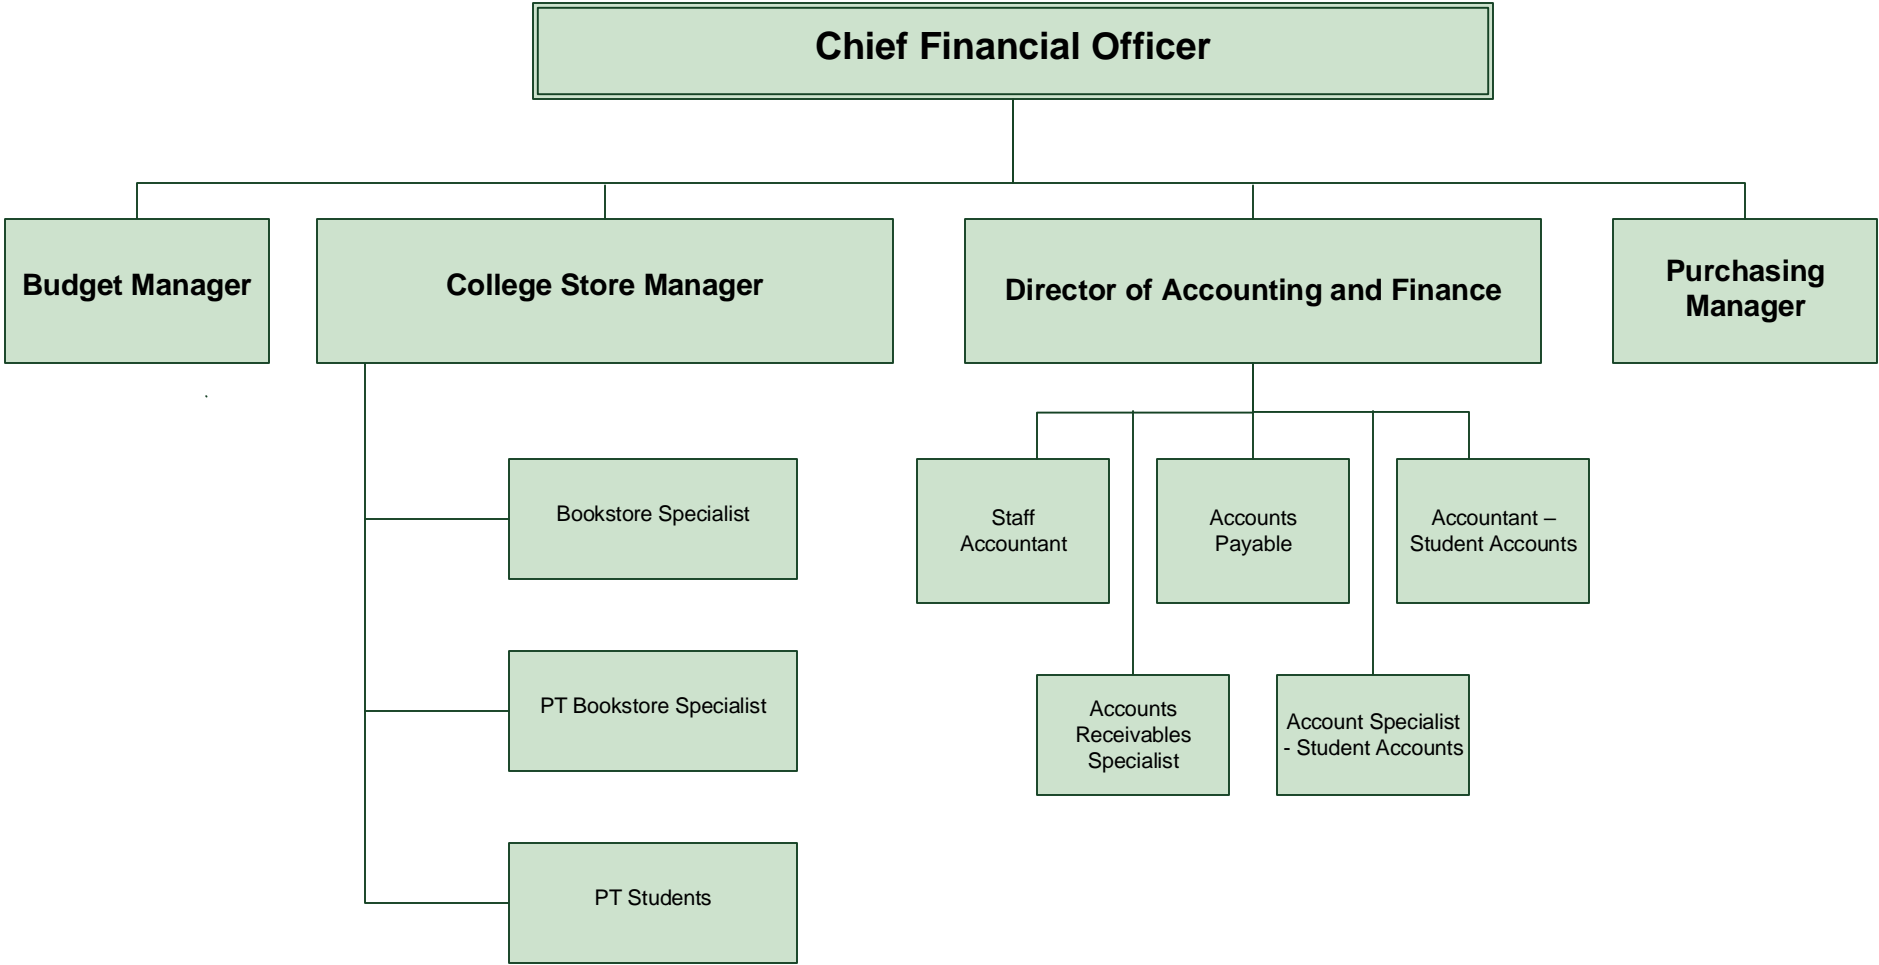 Chief Financial Officer
Budget Manager
College Store Manager
Director of Accounting and Finance
Purchasing
Manager
.
Bookstore Specialist
PT Bookstore Specialist
PT Students
Staff
Accountant
Accounts
Payable
Accountant –
Student Accounts
Accounts
Receivables
Specialist
Account Specialist
- Student Accounts